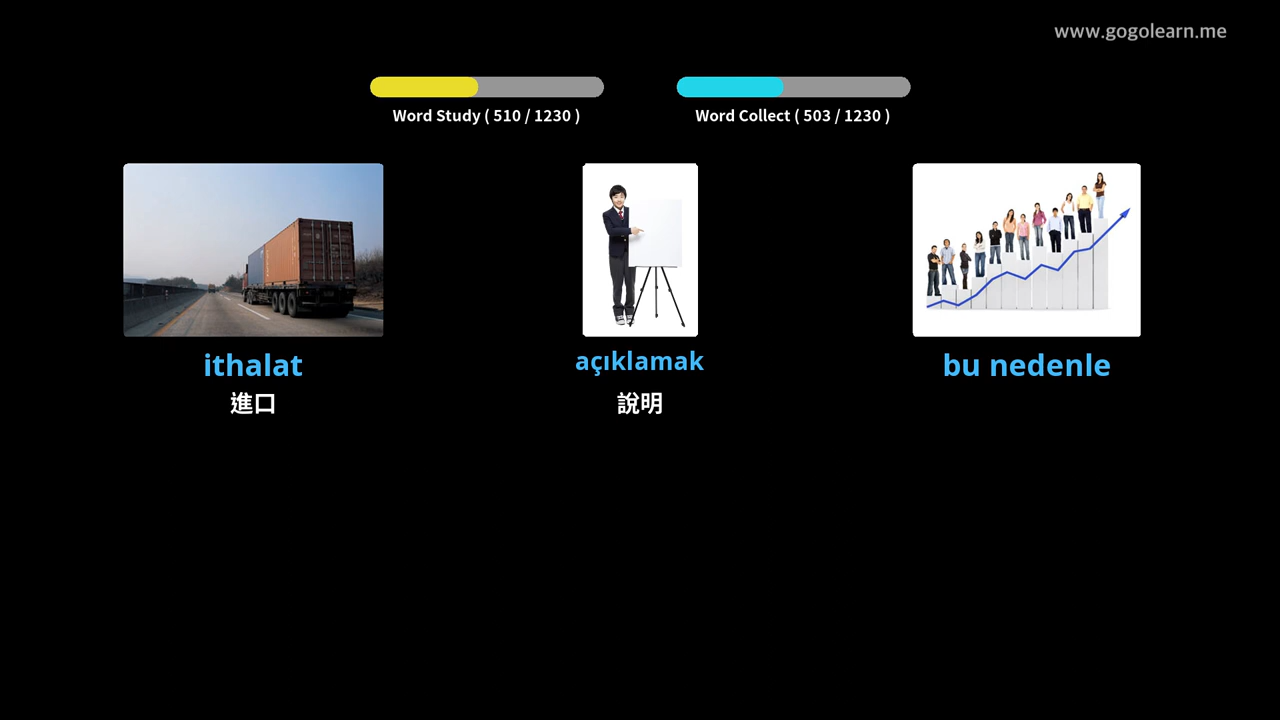 www.gogolearn.me
Word Study ( 510 / 1230 )
Word Collect ( 503 / 1230 )
ithalat
açıklamak
bu nedenle
進口
說明